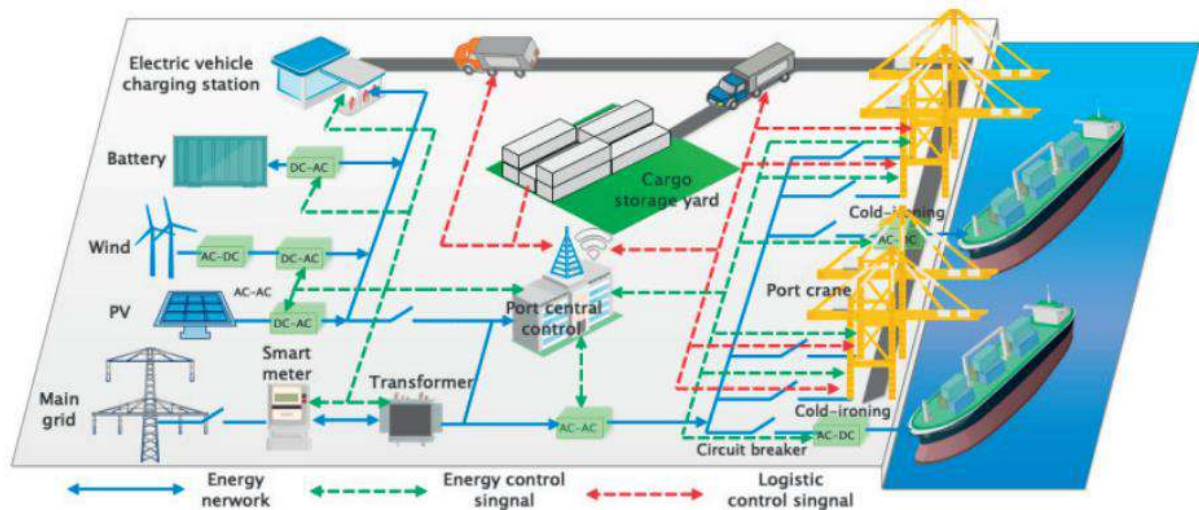 Electric vehicle
charging station
Battery
DC-AC
Cargo
storage yard
Wind
AC-DC
DC-AC
Cold-ironing
AC-DC
AC-AC
PV
DC-AC
Port central
control
Port crane
Main
grid
Smart
meter
Transformer
AC-AC
Cold-ironing
AC-DC
Circuit breaker
Energy
nerwork
Energy control
singnal
Logistic
control singnal